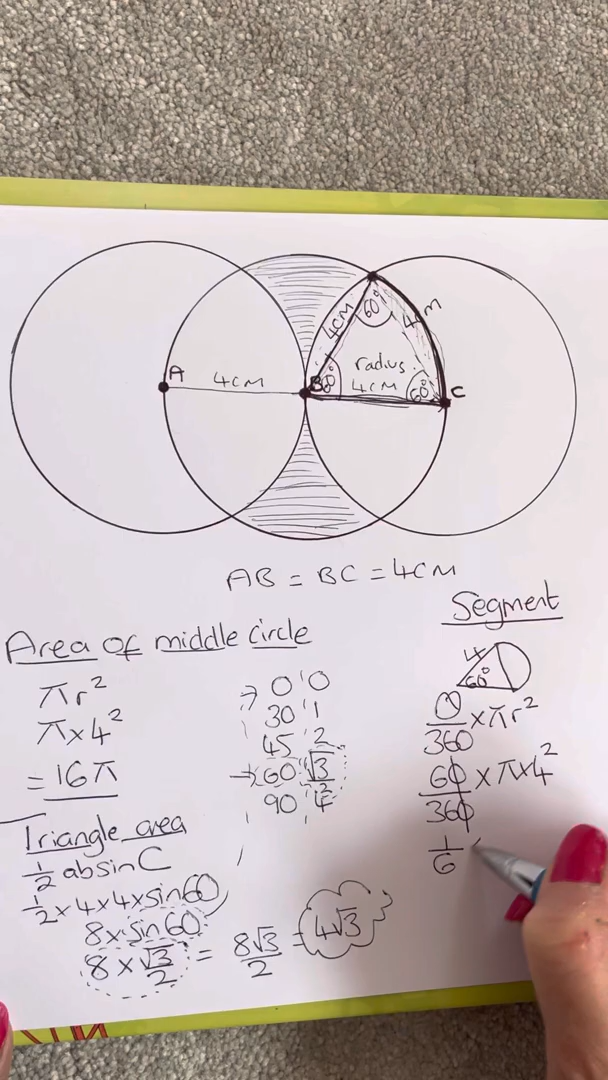 A
4CM
B
C
4CM
60°
4CM
60°
radius
4CM
60°
AB = BC = 4CM
Segment
Area of middle circle
πr²
π×4²
= 16π
0 0
30 1
45 2
60 √3
2
90 4
4
60°
θ/360 × πr²
60/360 × π×4²
1/6
Triangle area
½ absinC
½ × 4 × 4 × sin60
8 × sin60
8 × √3/2 = 8√3/2 = 4√3